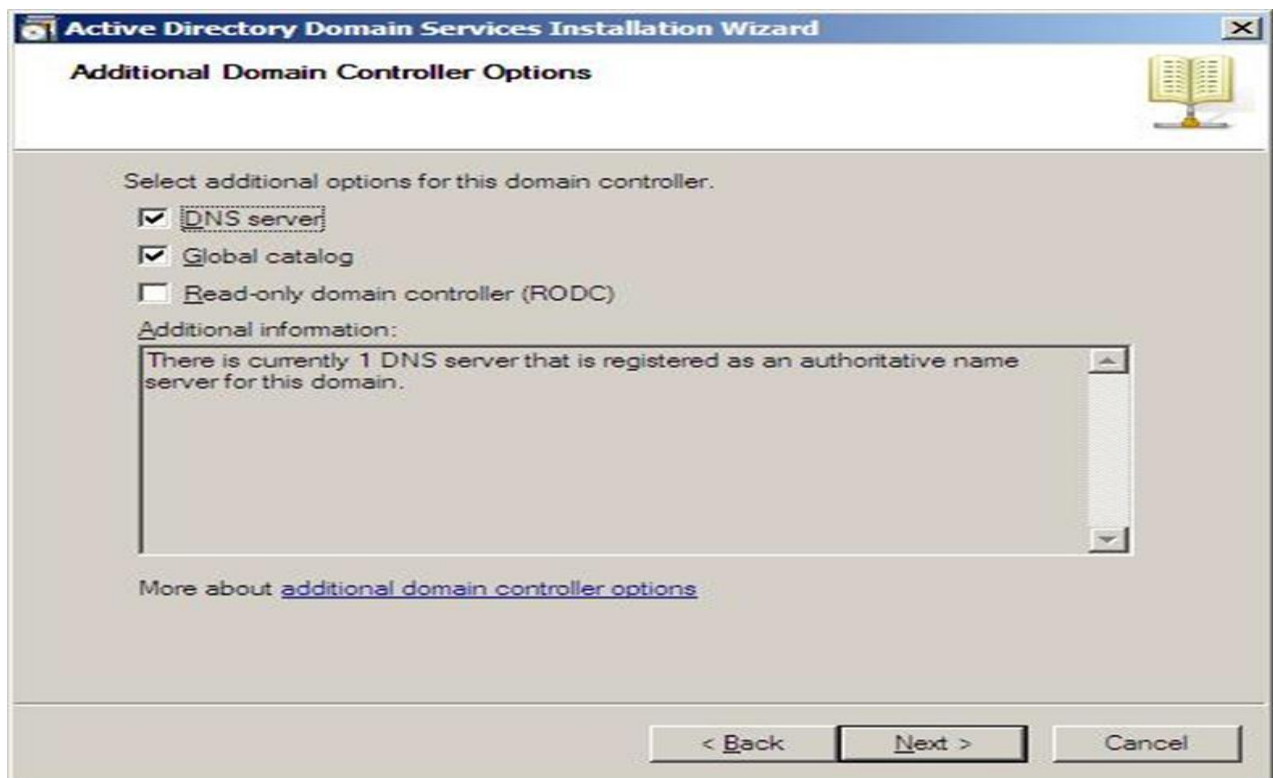 Active Directory Domain Services Installation Wizard
Additional Domain Controller Options
Select additional options for this domain controller.
DNS server
Global catalog
Read-only domain controller (RODC)
Additional information:
There is currently 1 DNS server that is registered as an authoritative name
server for this domain.
More about additional domain controller options
< Back
Next >
Cancel